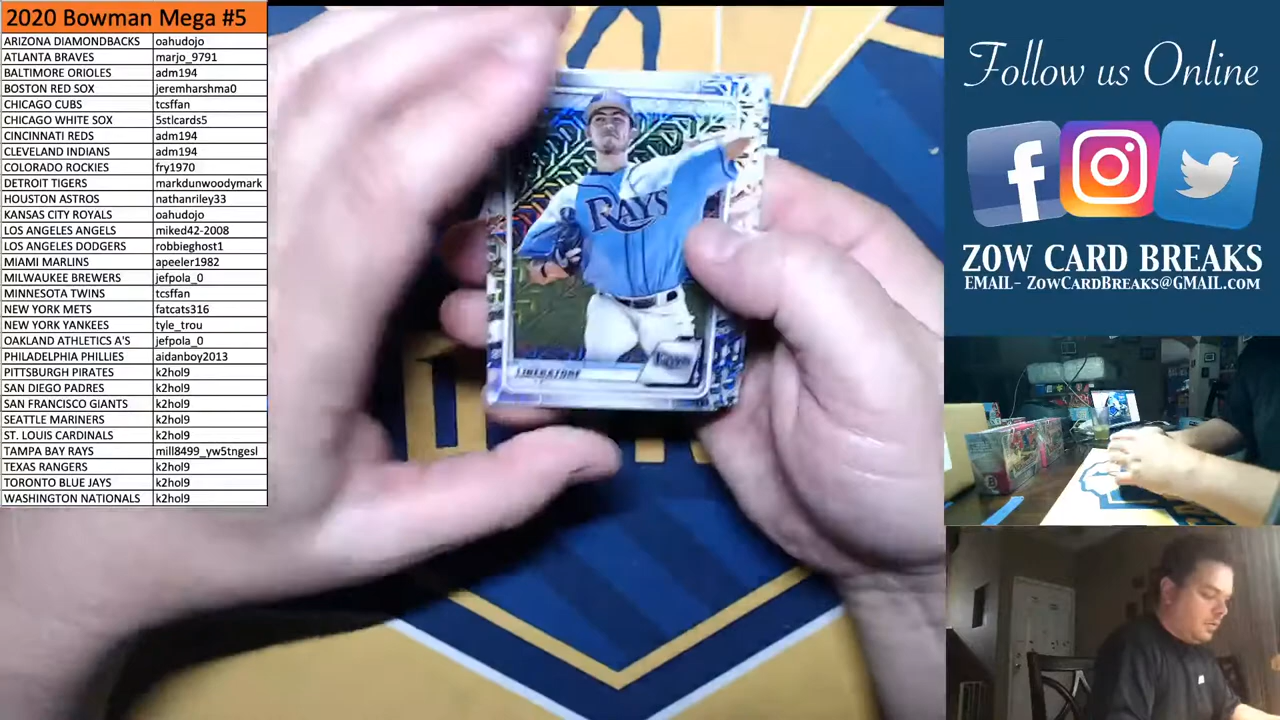 2020 Bowman Mega #5
ARIZONA DIAMONDBACKS oahudojo
ATLANTA BRAVES marjo_9791
BALTIMORE ORIOLES adm194
BOSTON RED SOX jeremharsma0
CHICAGO CUBS tcsffan
CHICAGO WHITE SOX 5stlcards5
CINCINNATI REDS adm194
CLEVELAND INDIANS adm194
COLORADO ROCKIES fry1970
DETROIT TIGERS markdunwoodymark
HOUSTON ASTROS nathanriley33
KANSAS CITY ROYALS oahudojo
LOS ANGELES ANGELS miked42-2008
LOS ANGELES DODGERS robbieghost1
MIAMI MARLINS apeeler1982
MILWAUKEE BREWERS jefpola_0
MINNESOTA TWINS tcsffan
NEW YORK METS fatcats316
NEW YORK YANKEES tyle_trou
OAKLAND ATHLETICS A'S jefpola_0
PHILADELPHIA PHILLIES aidanboy2013
PITTSBURGH PIRATES k2hol9
SAN DIEGO PADRES k2hol9
SAN FRANCISCO GIANTS k2hol9
SEATTLE MARINERS k2hol9
ST. LOUIS CARDINALS k2hol9
TAMPA BAY RAYS mill8499_yw5tngesl
TEXAS RANGERS k2hol9
TORONTO BLUE JAYS k2hol9
WASHINGTON NATIONALS k2hol9
RAYS
LIBERATORE
Follow us Online
ZOW CARD BREAKS
EMAIL- ZOWCARDBREAKS@GMAIL.COM